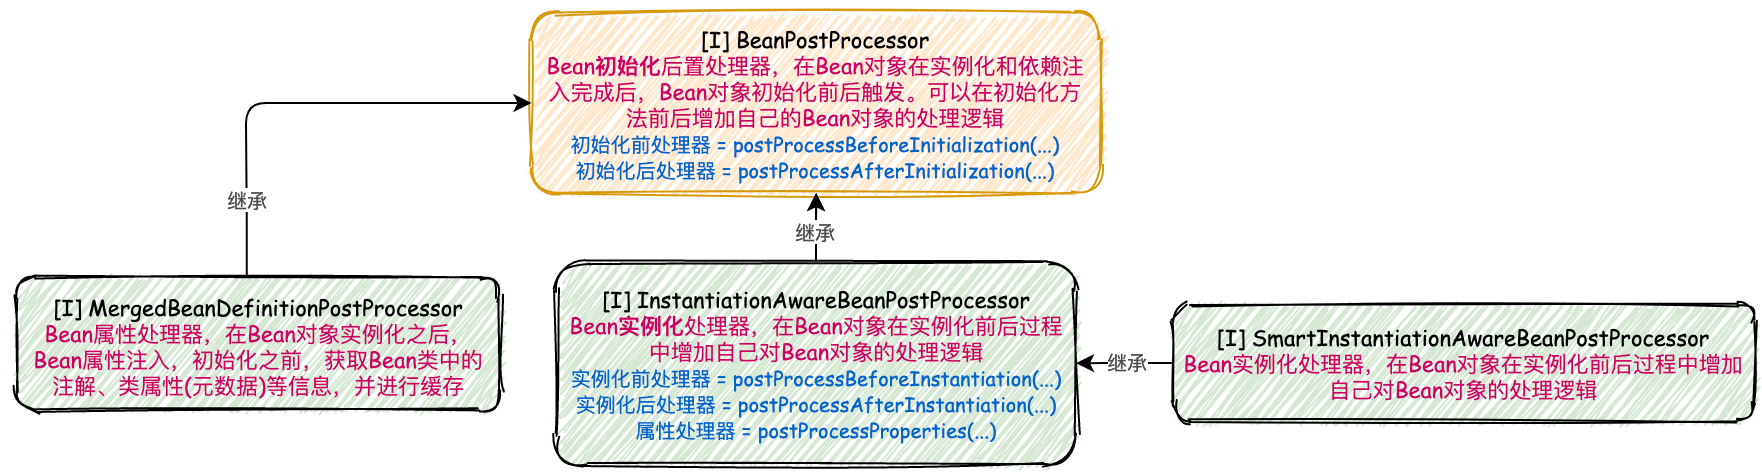 [I] BeanPostProcessor
Bean初始化后置处理器，在Bean对象在实例化和依赖注
入完成后，Bean对象初始化前后触发。可以在初始化方
法前后增加自己的Bean对象的处理逻辑
初始化前处理器 = postProcessBeforeInitialization(...)
初始化后处理器 = postProcessAfterInitialization(...)
继承
继承
[I] MergedBeanDefinitionPostProcessor
Bean属性处理器，在Bean对象实例化之后，
Bean属性注入，初始化之前，获取Bean类中的
注解、类属性(元数据)等信息，并进行缓存
[I] InstantiationAwareBeanPostProcessor
Bean实例化处理器，在Bean对象在实例化前后过程
中增加自己对Bean对象的处理逻辑
实例化前处理器 = postProcessBeforeInstantiation(...)
实例化后处理器 = postProcessAfterInstantiation(...)
属性处理器 = postProcessProperties(...)
继承
[I] SmartInstantiationAwareBeanPostProcessor
Bean实例化处理器，在Bean对象在实例化前后过程中增加
自己对Bean对象的处理逻辑